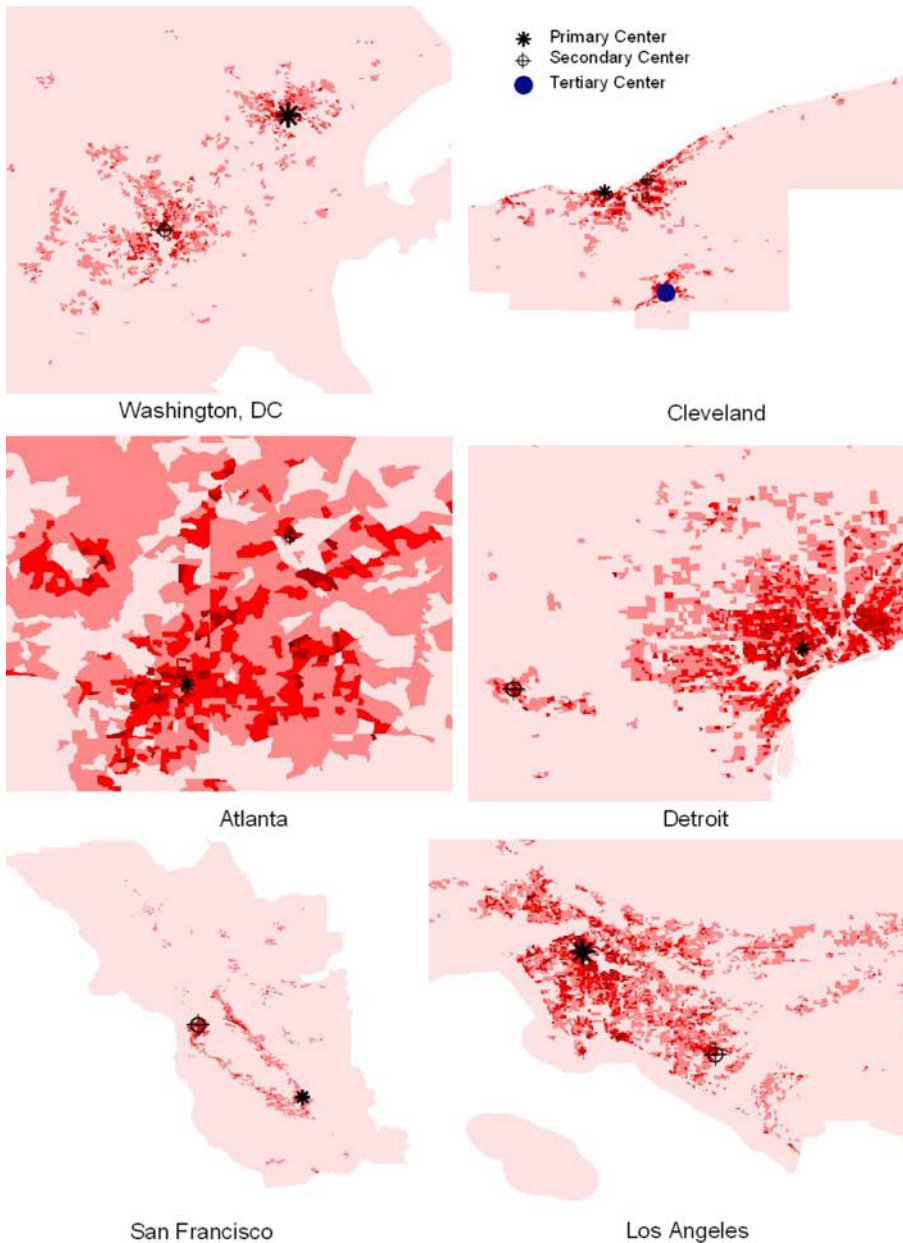 Primary Center
Secondary Center
Tertiary Center
Washington, DC
Cleveland
Atlanta
Detroit
San Francisco
Los Angeles